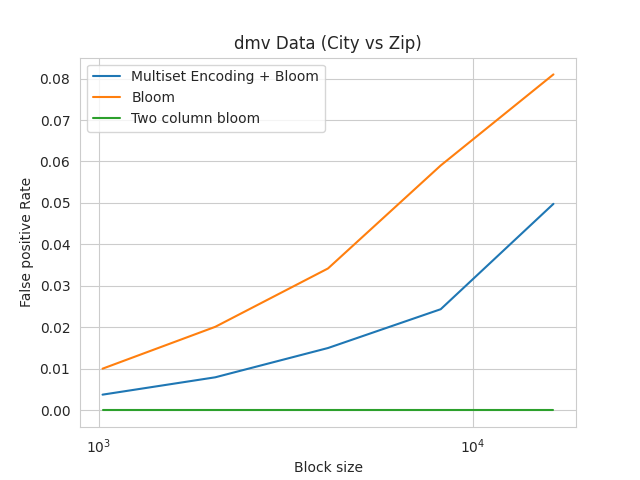 dmv Data (City vs Zip)
Multiset Encoding + Bloom
Bloom
Two column bloom
False positive Rate
0.08
0.07
0.06
0.05
0.04
0.03
0.02
0.01
0.00
10³
10⁴
Block size